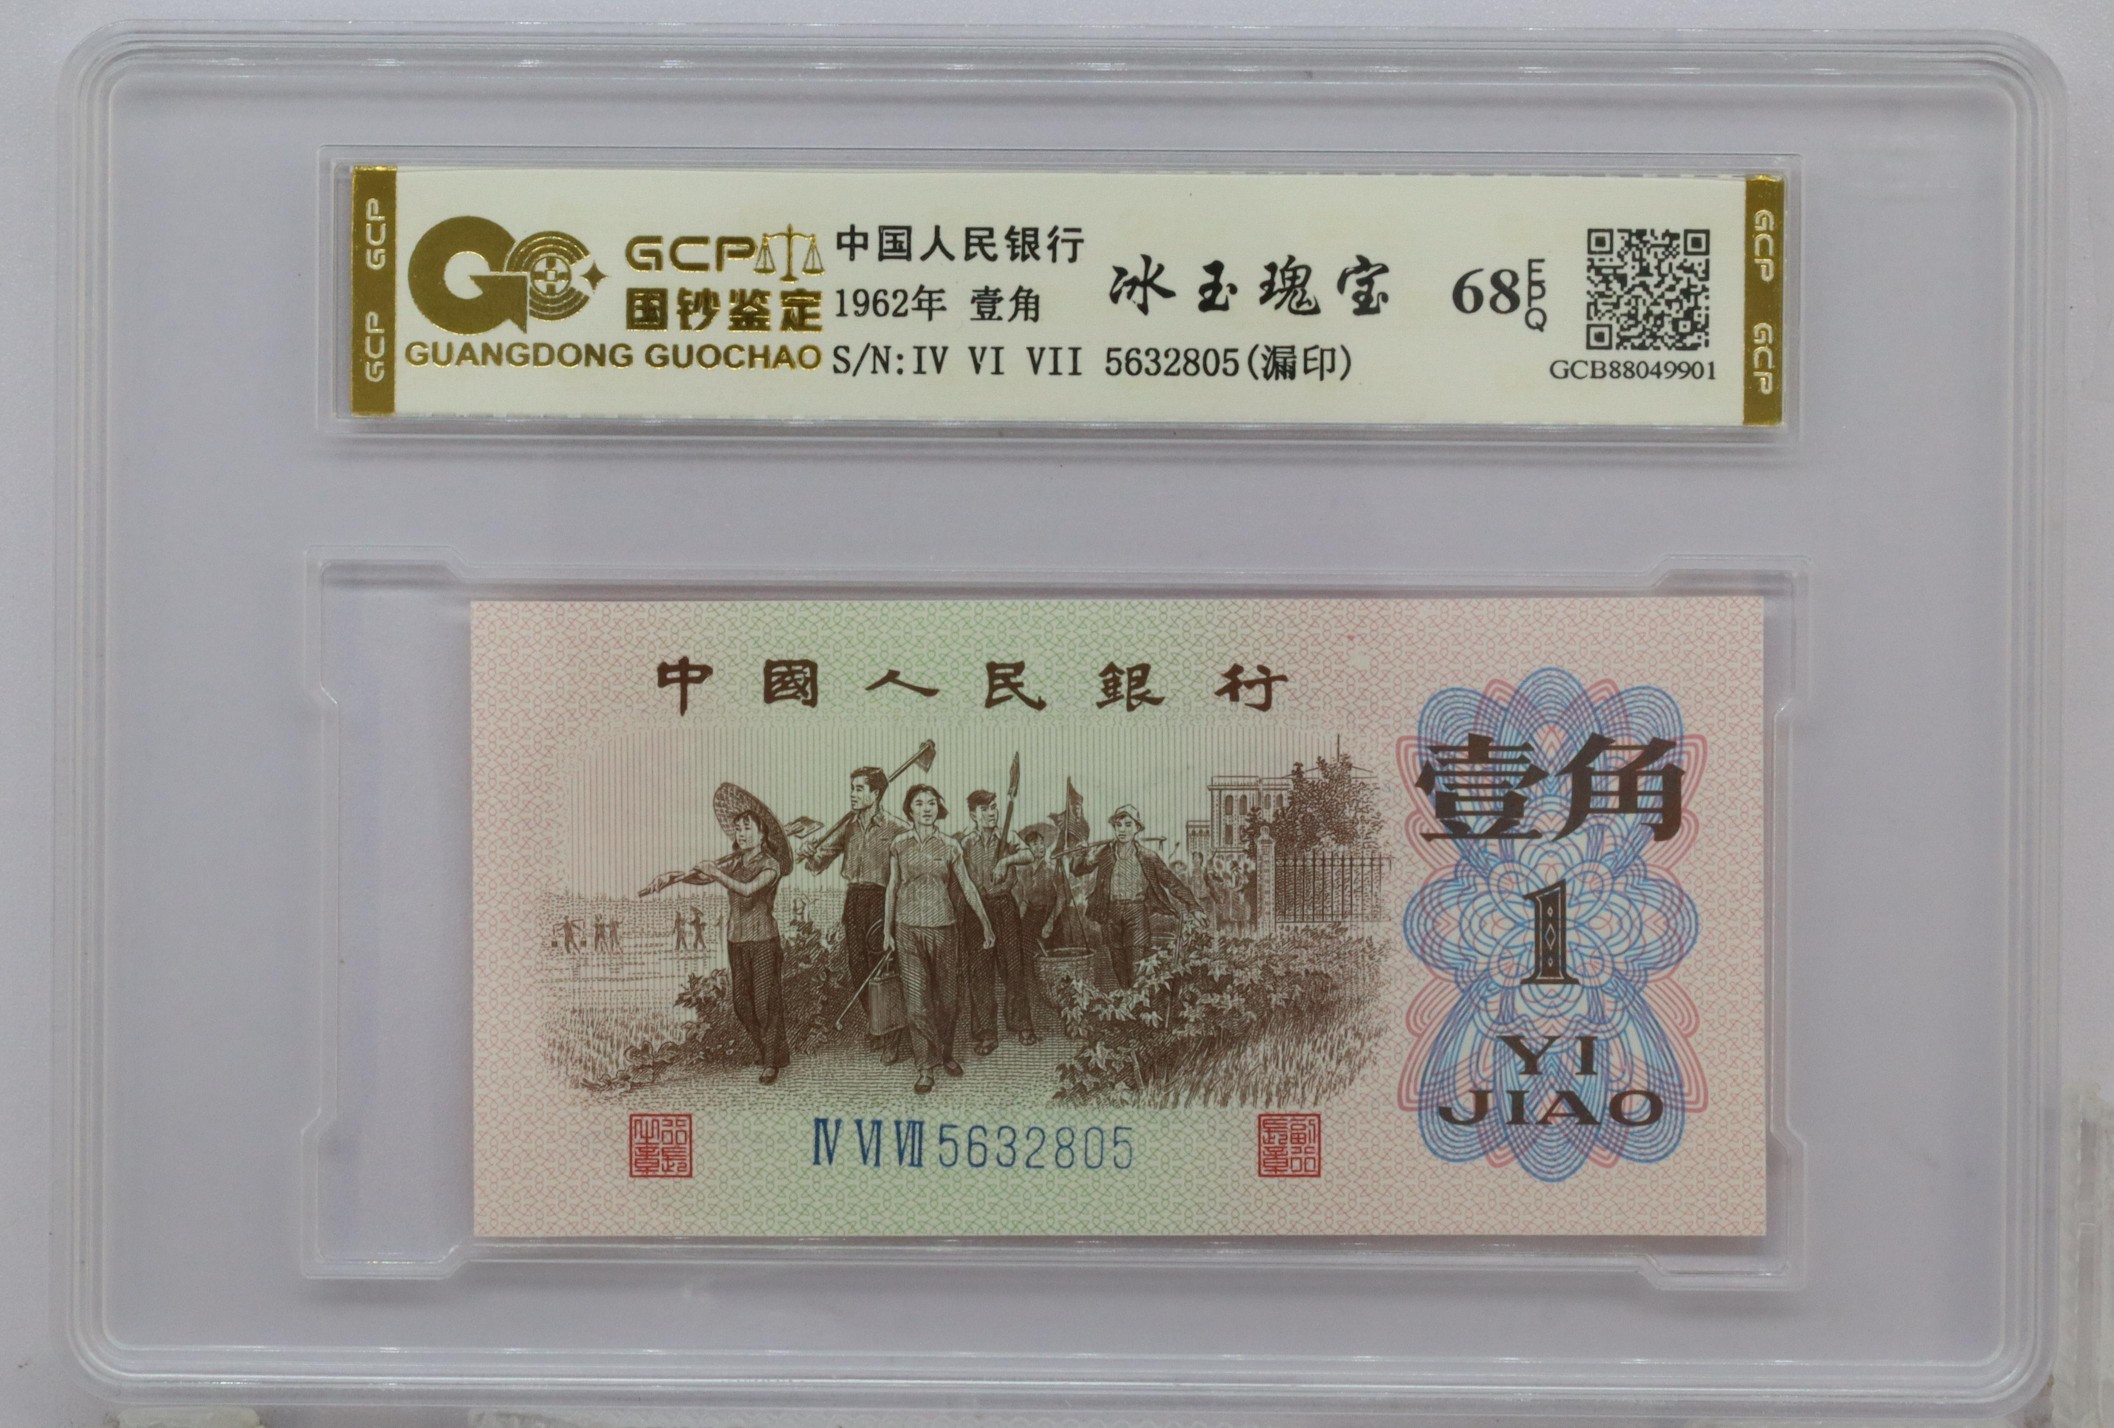 GCP GCP
GCP
国钞鉴定
GUANGDONG GUOCHAO
中国人民银行
1962年 壹角
S/N:IV VI VII 5632805(漏印)
冰玉瑰宝
68 EPQ
GCB88049901
GCP GCP
中國人民銀行
壹角
1
YI
JIAO
Ⅳ Ⅵ Ⅶ 5632805